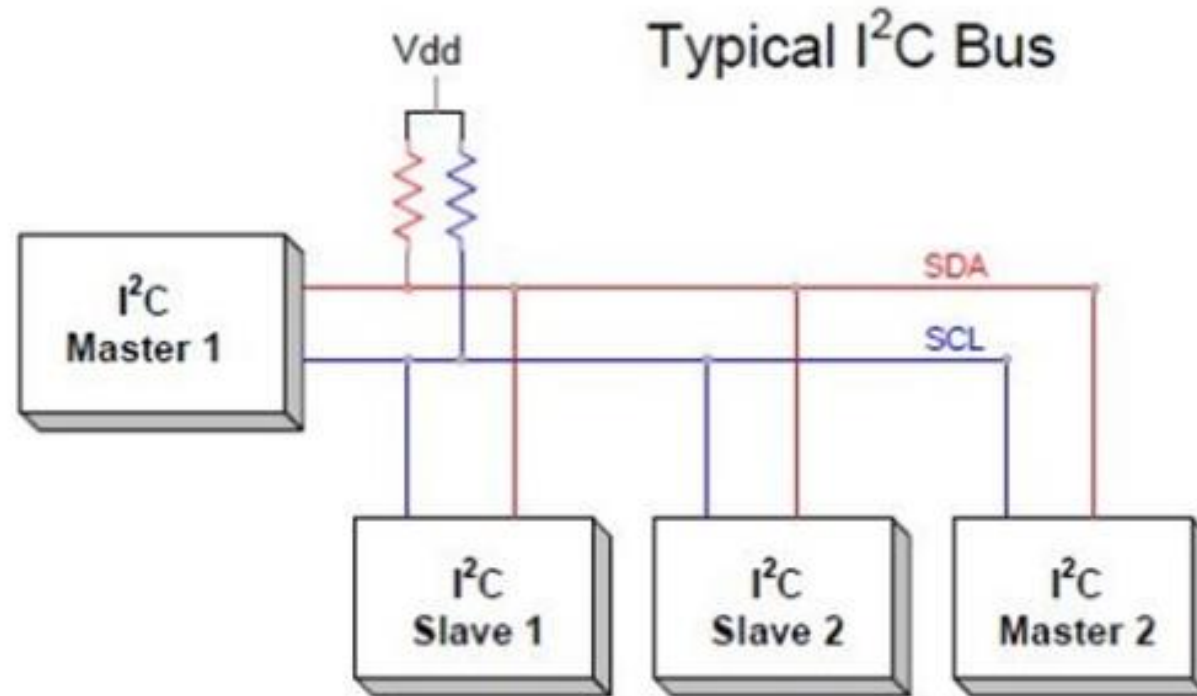 Typical I²C Bus
Vdd
SDA
SCL
I²C
Master 1
I²C
Slave 1
I²C
Slave 2
I²C
Master 2